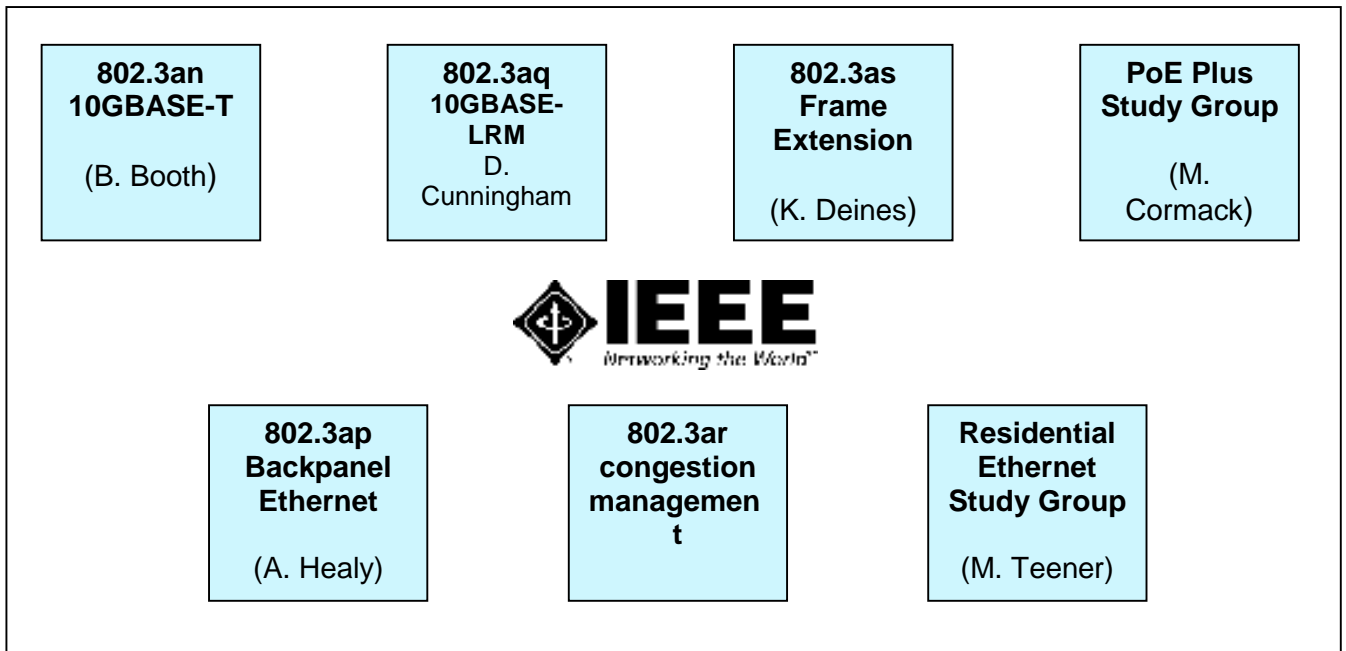 802.3an
10GBASE-T
(B. Booth)
802.3aq
10GBASE-
LRM
D.
Cunningham
802.3as
Frame
Extension
(K. Deines)
PoE Plus
Study Group
(M.
Cormack)
IEEE
Networking the World™
802.3ap
Backpanel
Ethernet
(A. Healy)
802.3ar
congestion
managemen
t
Residential
Ethernet
Study Group
(M. Teener)